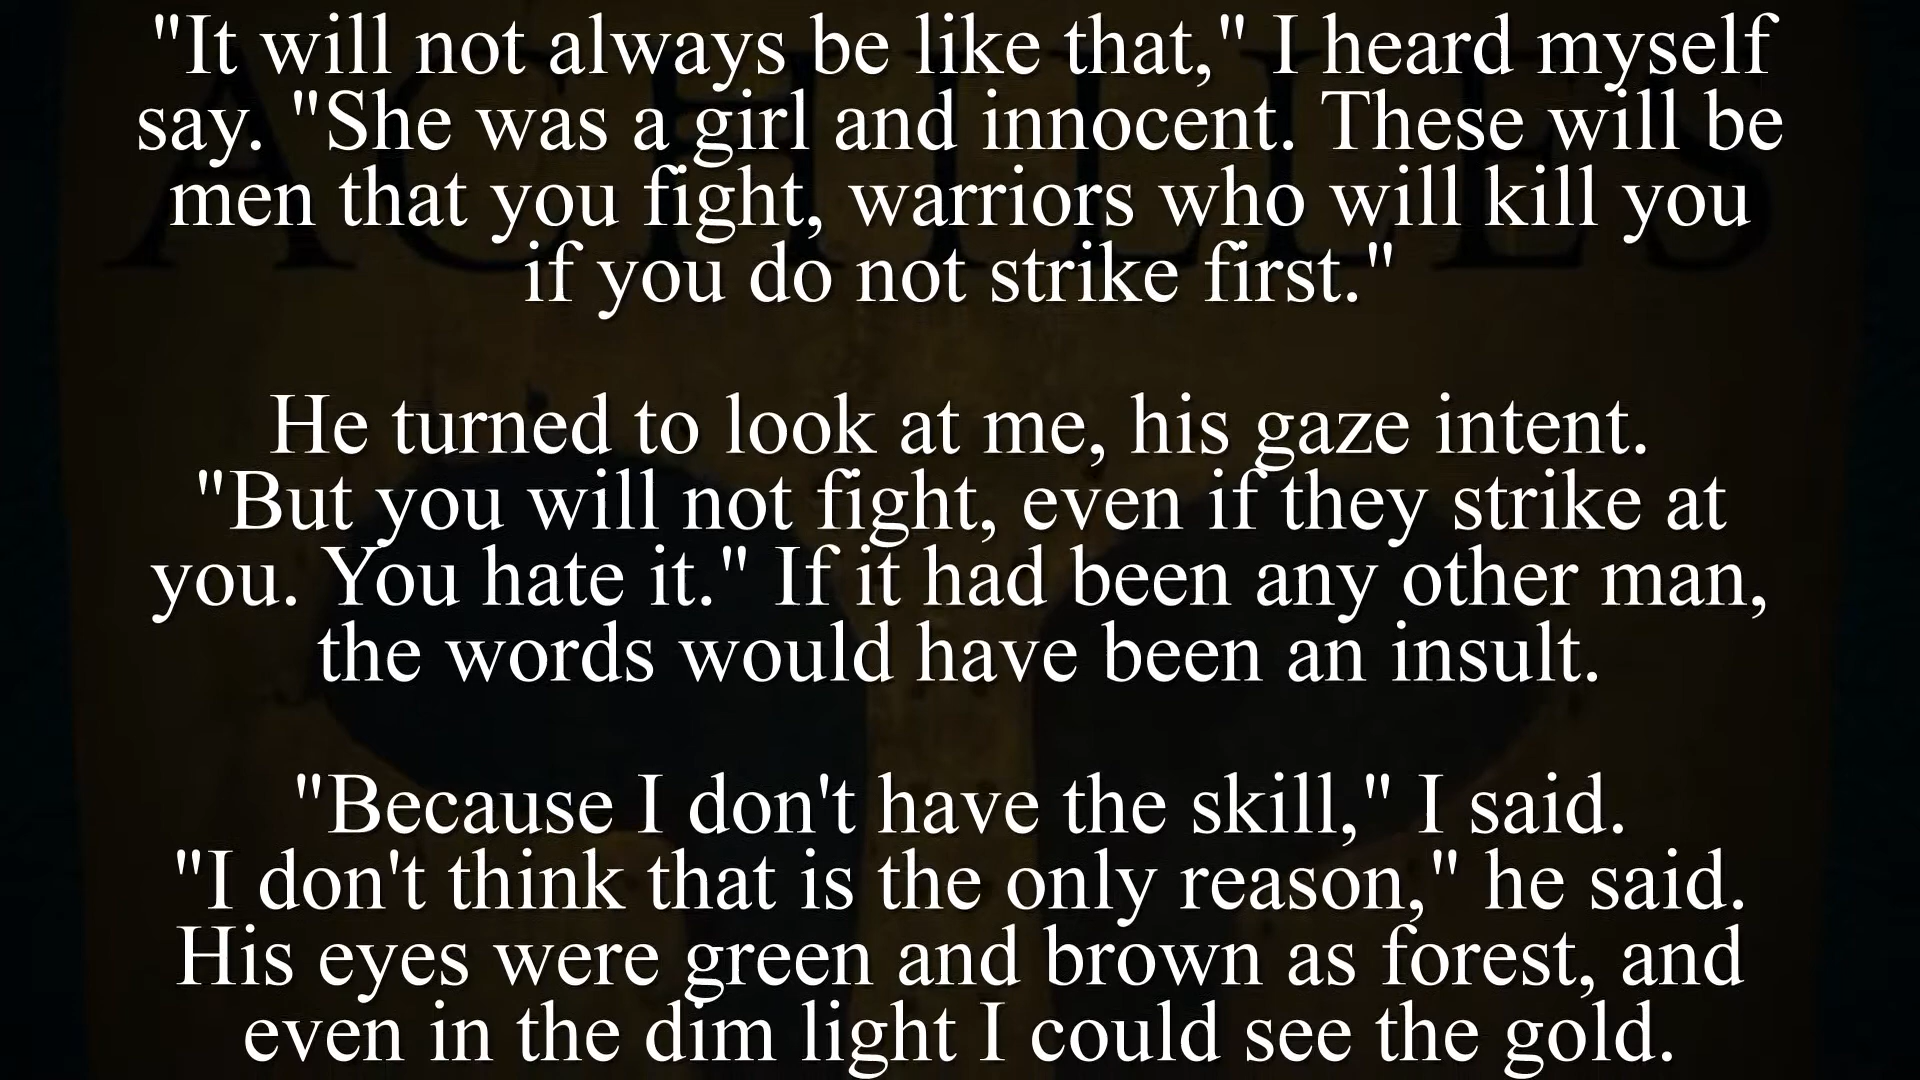 ACHILLES
"It will not always be like that," I heard myself
say. "She was a girl and innocent. These will be
men that you fight, warriors who will kill you
if you do not strike first."
He turned to look at me, his gaze intent.
"But you will not fight, even if they strike at
you. You hate it." If it had been any other man,
the words would have been an insult.
"Because I don't have the skill," I said.
"I don't think that is the only reason," he said.
His eyes were green and brown as forest, and
even in the dim light I could see the gold.